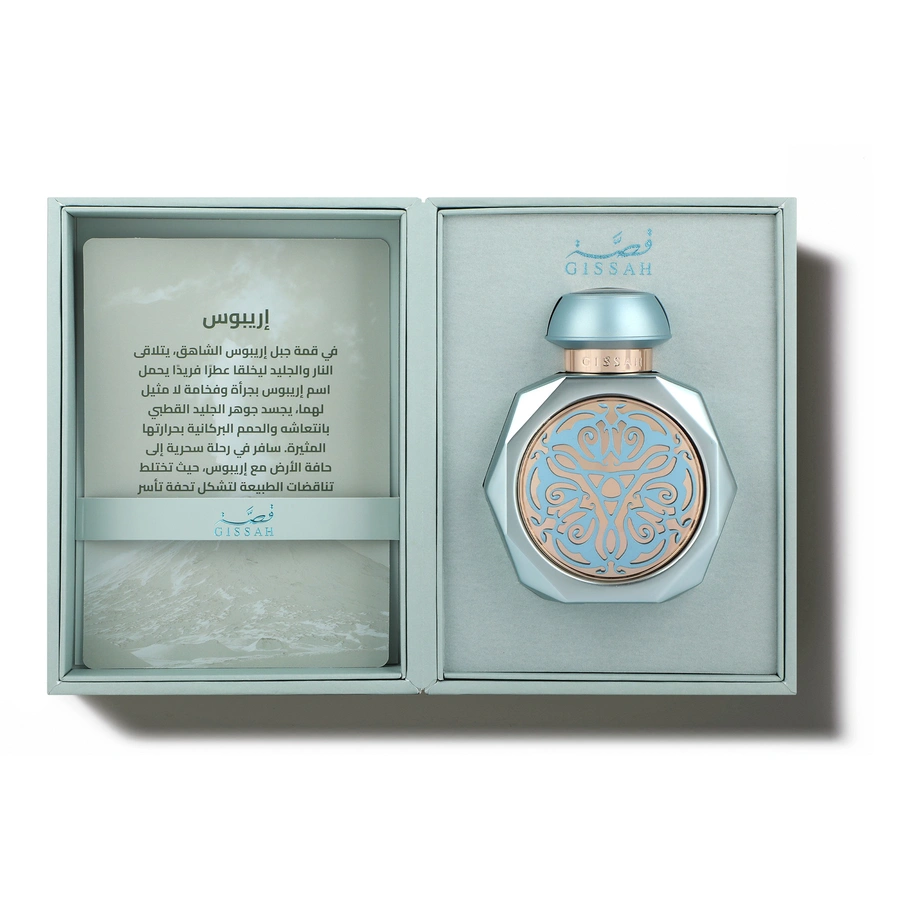 إريبوس
في قمة جبل إريبوس الشاهق، يتلاقى
النار والجليد ليخلقا عطرًا فريدًا يحمل
اسم إريبوس بجرأة وفخامة لا مثيل
لهما، يجسد جوهر الجليد القطبي
بانتعاشه والحمم البركانية بحرارتها
المثيرة. سافر في رحلة سحرية إلى
حافة الأرض مع إريبوس، حيث تختلط
تناقضات الطبيعة لتشكل تحفة تأسر
قصّة
GISSAH
قصّة
GISSAH
GISSAH